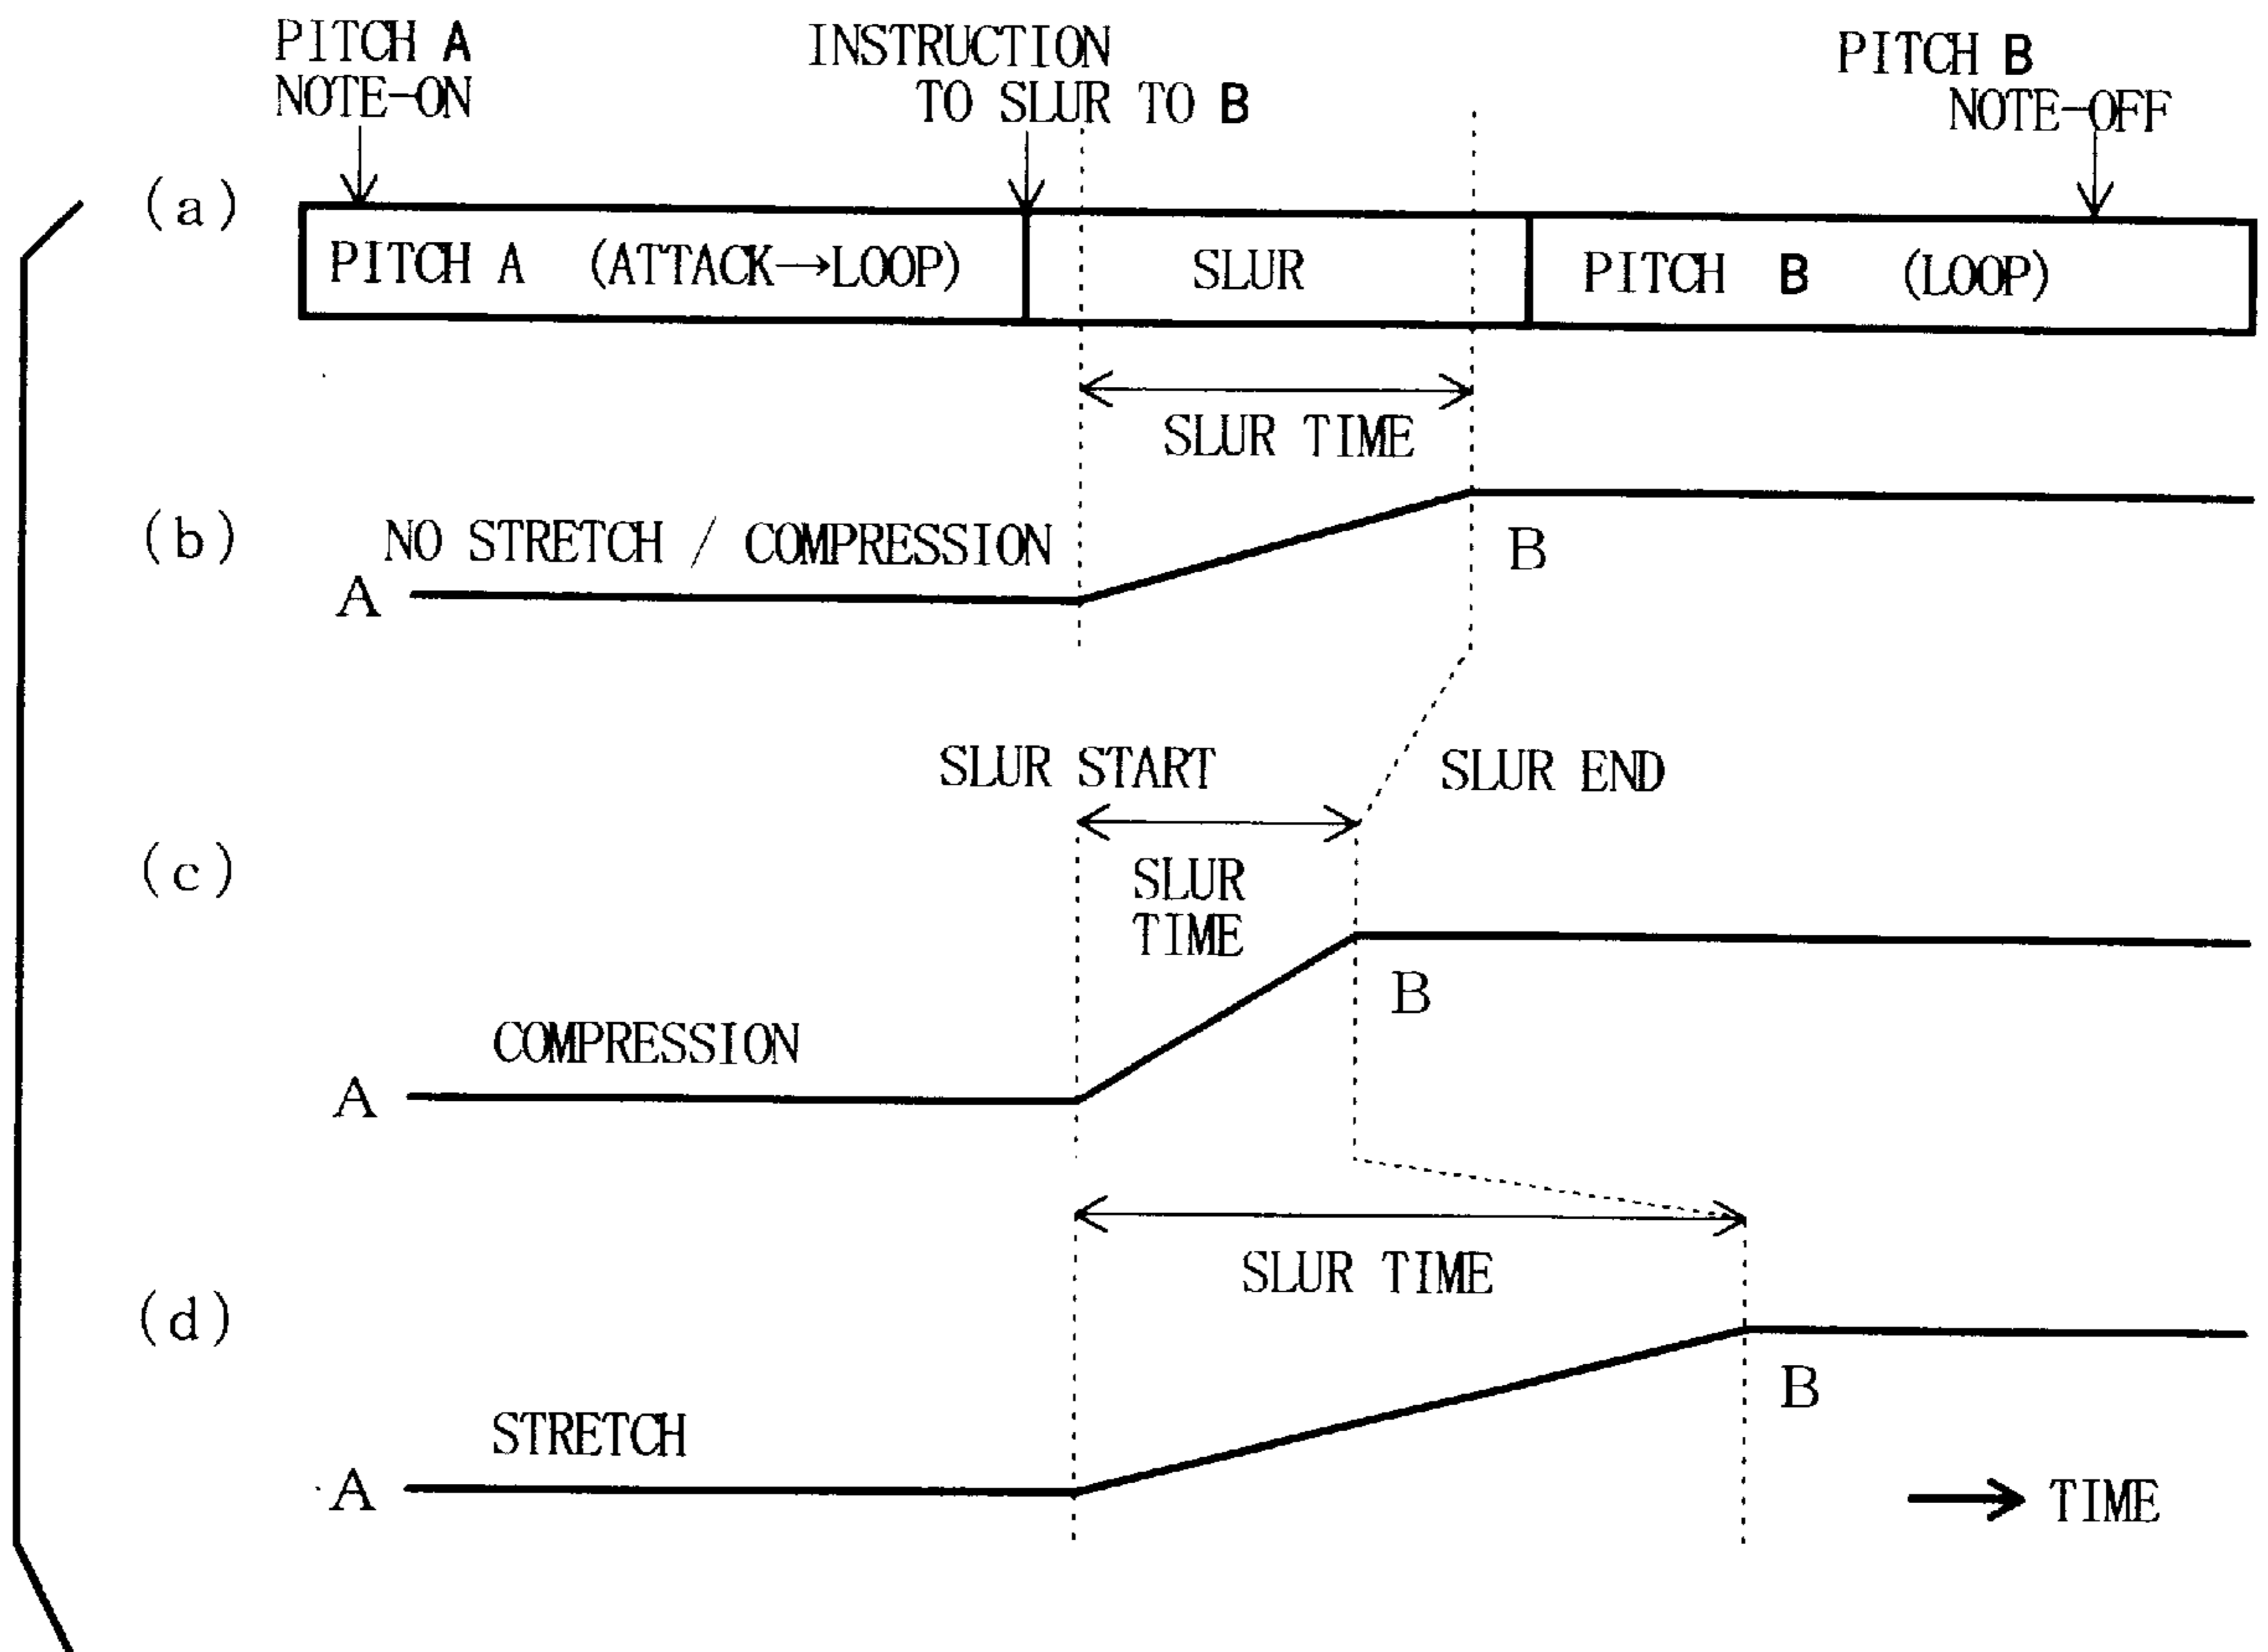 PITCH A
NOTE-ON
INSTRUCTION
TO SLUR TO B
PITCH B
NOTE-OFF
(a)
PITCH A (ATTACK→LOOP)
SLUR
PITCH B (LOOP)
SLUR TIME
(b)
NO STRETCH / COMPRESSION
A
B
SLUR START
SLUR END
(c)
SLUR
TIME
B
COMPRESSION
A
SLUR TIME
(d)
B
STRETCH
A
→ TIME